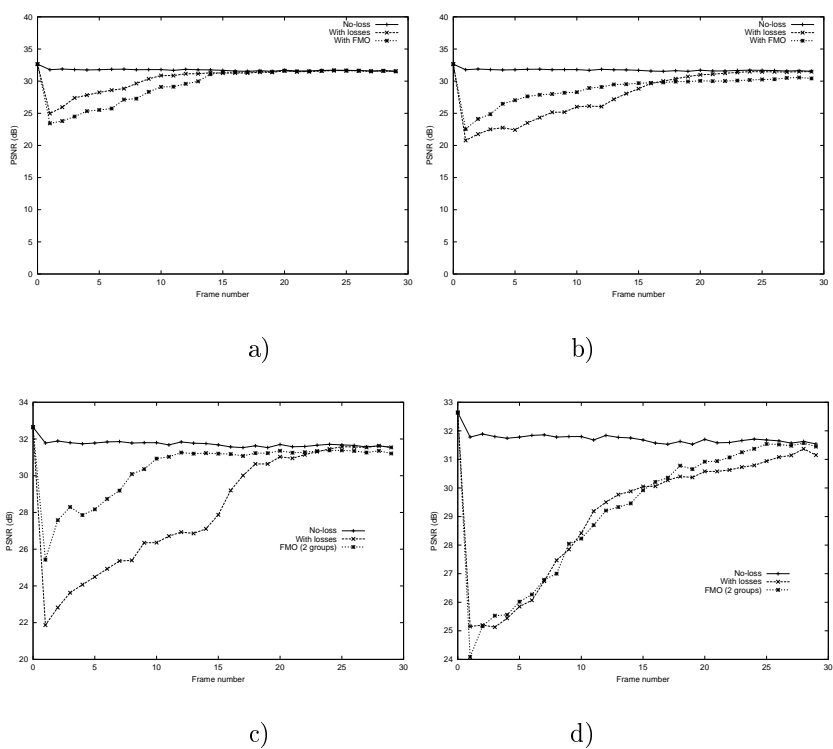 40
35
30
25
20
15
10
5
0
PSNR (dB)
No-loss
With losses
With FMO
0 5 10 15 20 25 30
Frame number
a)
40
35
30
25
20
15
10
5
0
PSNR (dB)
No-loss
With losses
With FMO
0 5 10 15 20 25 30
Frame number
b)
34
32
30
28
26
24
22
20
PSNR (dB)
No-loss
With losses
FMO (2 groups)
0 5 10 15 20 25 30
Frame number
c)
33
32
31
30
29
28
27
26
25
24
PSNR (dB)
No-loss
With losses
FMO (2 groups)
0 5 10 15 20 25 30
Frame number
d)